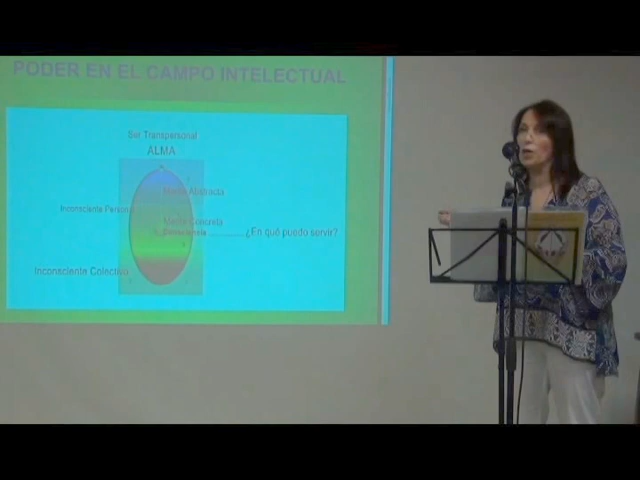 PODER EN EL CAMPO INTELECTUAL
Ser Transpersonal
ALMA
Mente Abstracta
Inconsciente
Mente Concreta
¿En qué puedo servir?
Inconsciente Colectivo